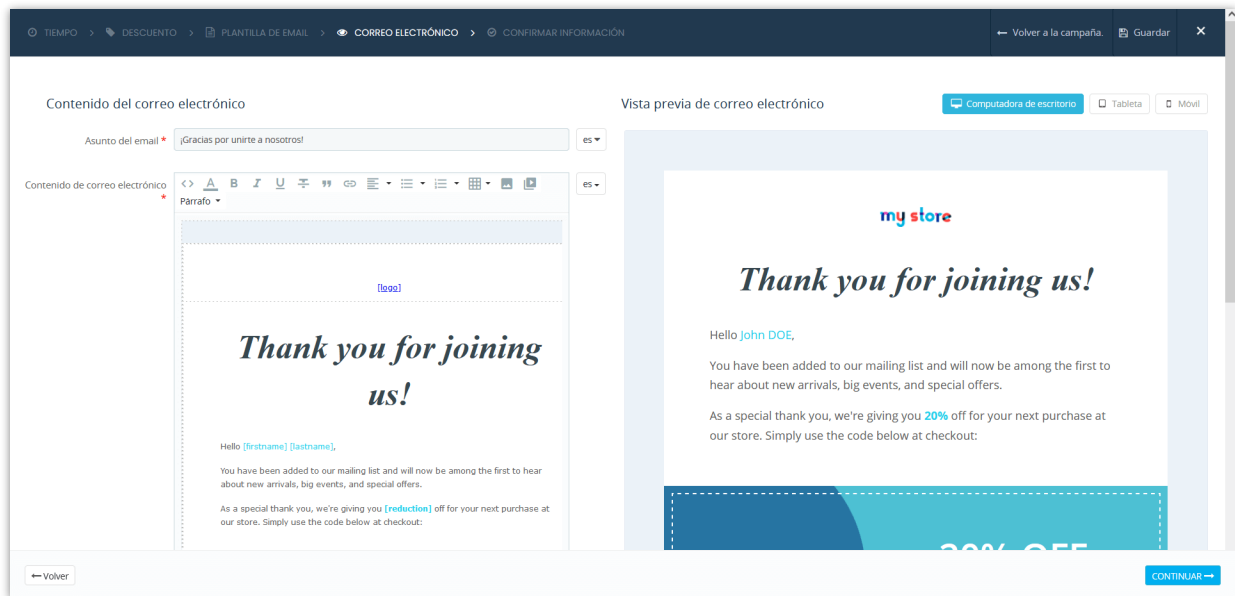 TIEMPO > DESCUENTO > PLANTILLA DE EMAIL > CORREO ELECTRÓNICO > CONFIRMAR INFORMACIÓN
← Volver a la campaña. Guardar ×
Contenido del correo electrónico
Asunto del email * ¡Gracias por unirte a nosotros! es
Contenido de correo electrónico * es
Párrafo
[logo]
Thank you for joining
us!
Hello [firstname] [lastname],
You have been added to our mailing list and will now be among the first to hear
about new arrivals, big events, and special offers.
As a special thank you, we're giving you [reduction] off for your next purchase at
our store. Simply use the code below at checkout:
Vista previa de correo electrónico
Computadora de escritorio Tableta Móvil
my store
Thank you for joining us!
Hello John DOE,
You have been added to our mailing list and will now be among the first to
hear about new arrivals, big events, and special offers.
As a special thank you, we're giving you 20% off for your next purchase at
our store. Simply use the code below at checkout:
20% OFF
← Volver
CONTINUAR →